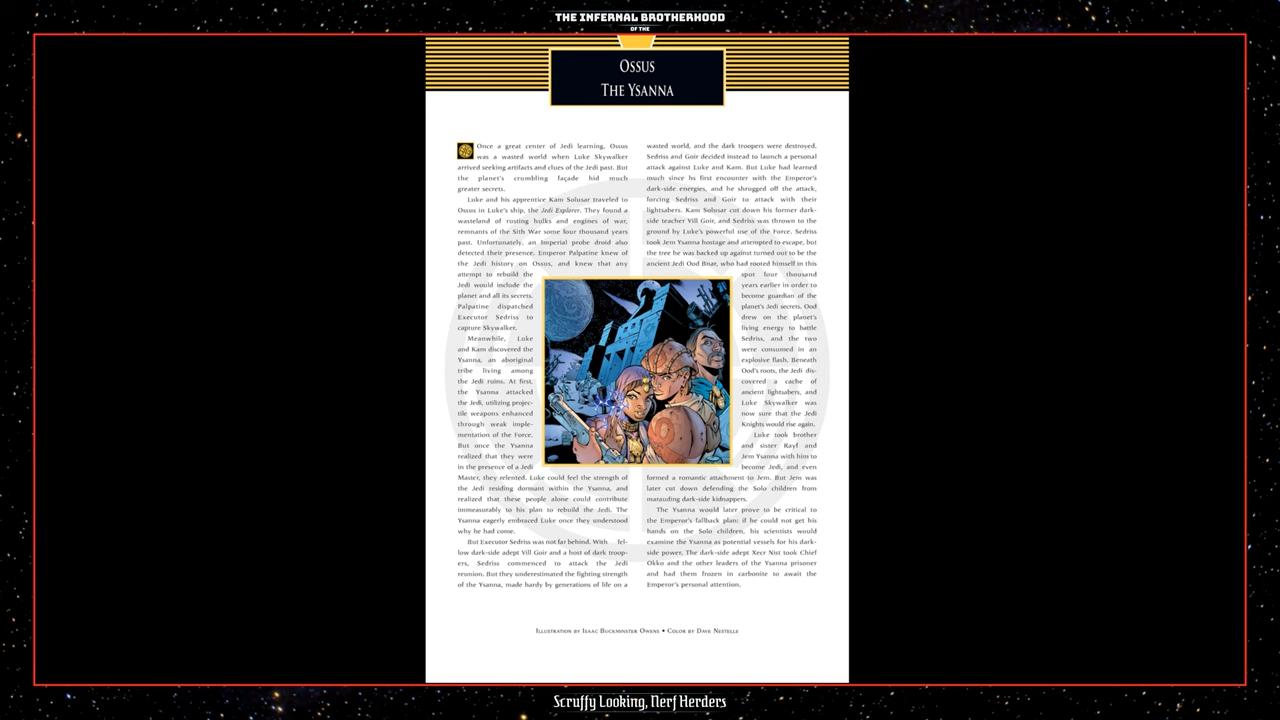 THE INFERNAL BROTHERHOOD
OF THE
OSSUS
THE YSANNA
Once a great center of Jedi learning, Ossus
was a wasted world when Luke Skywalker
arrived seeking artifacts and clues of the Jedi past. But
the planet's crumbling façade hid much
greater secrets.
Luke and his apprentice Kam Solusar traveled to
Ossus in Luke's ship, the Jedi Explorer. They found a
wasteland of rusting hulks and engines of war,
remnants of the Sith War some four thousand years
past. Unfortunately, an Imperial probe droid also
detected their presence. Emperor Palpatine knew of
the Jedi history on Ossus, and knew that any
attempt to rebuild the
Jedi would include the
planet and all its secrets.
Palpatine dispatched
Executor Sedriss to
capture Skywalker.
Meanwhile, Luke
and Kam discovered the
Ysanna, an aboriginal
tribe living among
the Jedi ruins. At first,
the Ysanna attacked
the Jedi, utilizing projec-
tile weapons enhanced
through weak imple-
mentation of the Force.
But once the Ysanna
realized that they were
in the presence of a Jedi
Master, they relented. Luke could feel the strength of
the Jedi residing dormant within the Ysanna, and
realized that these people alone could contribute
immeasurably to his plan to rebuild the Jedi. The
Ysanna eagerly embraced Luke once they understood
why he had come.
But Executor Sedriss was not far behind. With fel-
low dark-side adept Vill Goir and a host of dark troop-
ers, Sedriss commenced to attack the Jedi
reunion. But they underestimated the fighting strength
of the Ysanna, made hardy by generations of life on a
wasted world, and the dark troopers were destroyed.
Sedriss and Goir decided instead to launch a personal
attack against Luke and Kam. But Luke had learned
much since hs first encounter with the Emperor's
dark-side energies, and he shrugged off the attack,
forcing Sedriss and Goir to attack with their
lightsabers. Kam Solusar cut down his former dark-
side teacher Vill Goir, and Sedriss was thrown to the
ground by Luke's powerful use of the Force. Sedriss
took Jem Ysanna hostage and attempted to escape, but
the tree he was backed up against turned out to be the
ancient Jedi Ood Bnar, who had rooted himself in this
spot four thousand
years earlier in order to
become guardian of the
planet's Jedi secrets. Ood
drew on the planet's
living energy to battle
Sedriss, and the two
were consumed in an
explosive flash. Beneath
Ood's roots, the Jedi dis-
covered a cache of
ancient lightsabers, and
Luke Skywalker was
now sure that the Jedi
Knights would rise again.
Luke took brother
and sister Rayf and
Jem Ysanna with him to
become Jedi, and even
formed a romantic attachment to Jem. But Jem was
later cut down defending the Solo children from
marauding dark-side kidnappers.
The Ysanna would later prove to be critical to
the Emperor's fallback plan: if he could not get his
hands on the Solo children, his scientists would
examine the Ysanna as potential vessels for his dark-
side power. The dark-side adept Xecr Nist took Chief
Okko and the other leaders of the Ysanna prisoner
and had them frozen in carbonite to await the
Emperor's personal attention.
ILLUSTRATION BY ISAAC BUCKMINSTER OWENS • COLOR BY DAVE NESTELLE
Scruffy Looking, Nerf Herders